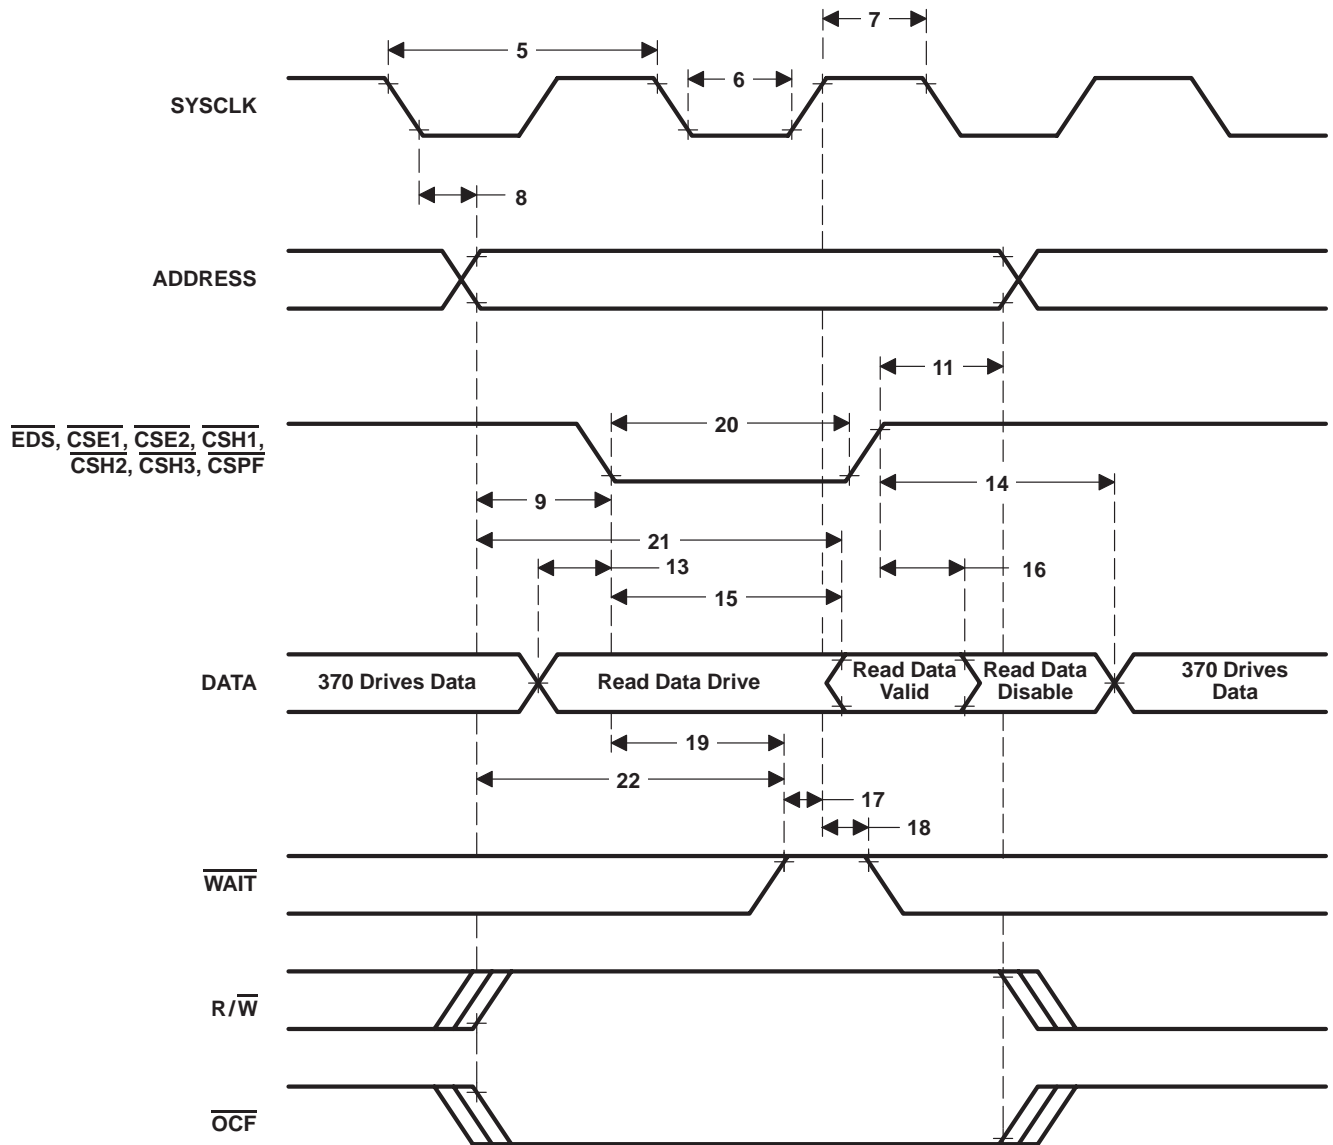 7
5
6
SYSCLK
8
ADDRESS
11
20
EDS, CSE1, CSE2, CSH1,
CSH2, CSH3, CSPF
14
9
21
13
16
15
DATA
370 Drives Data
Read Data Drive
Read Data
Valid
Read Data
Disable
370 Drives
Data
19
22
17
18
WAIT
R/W
OCF